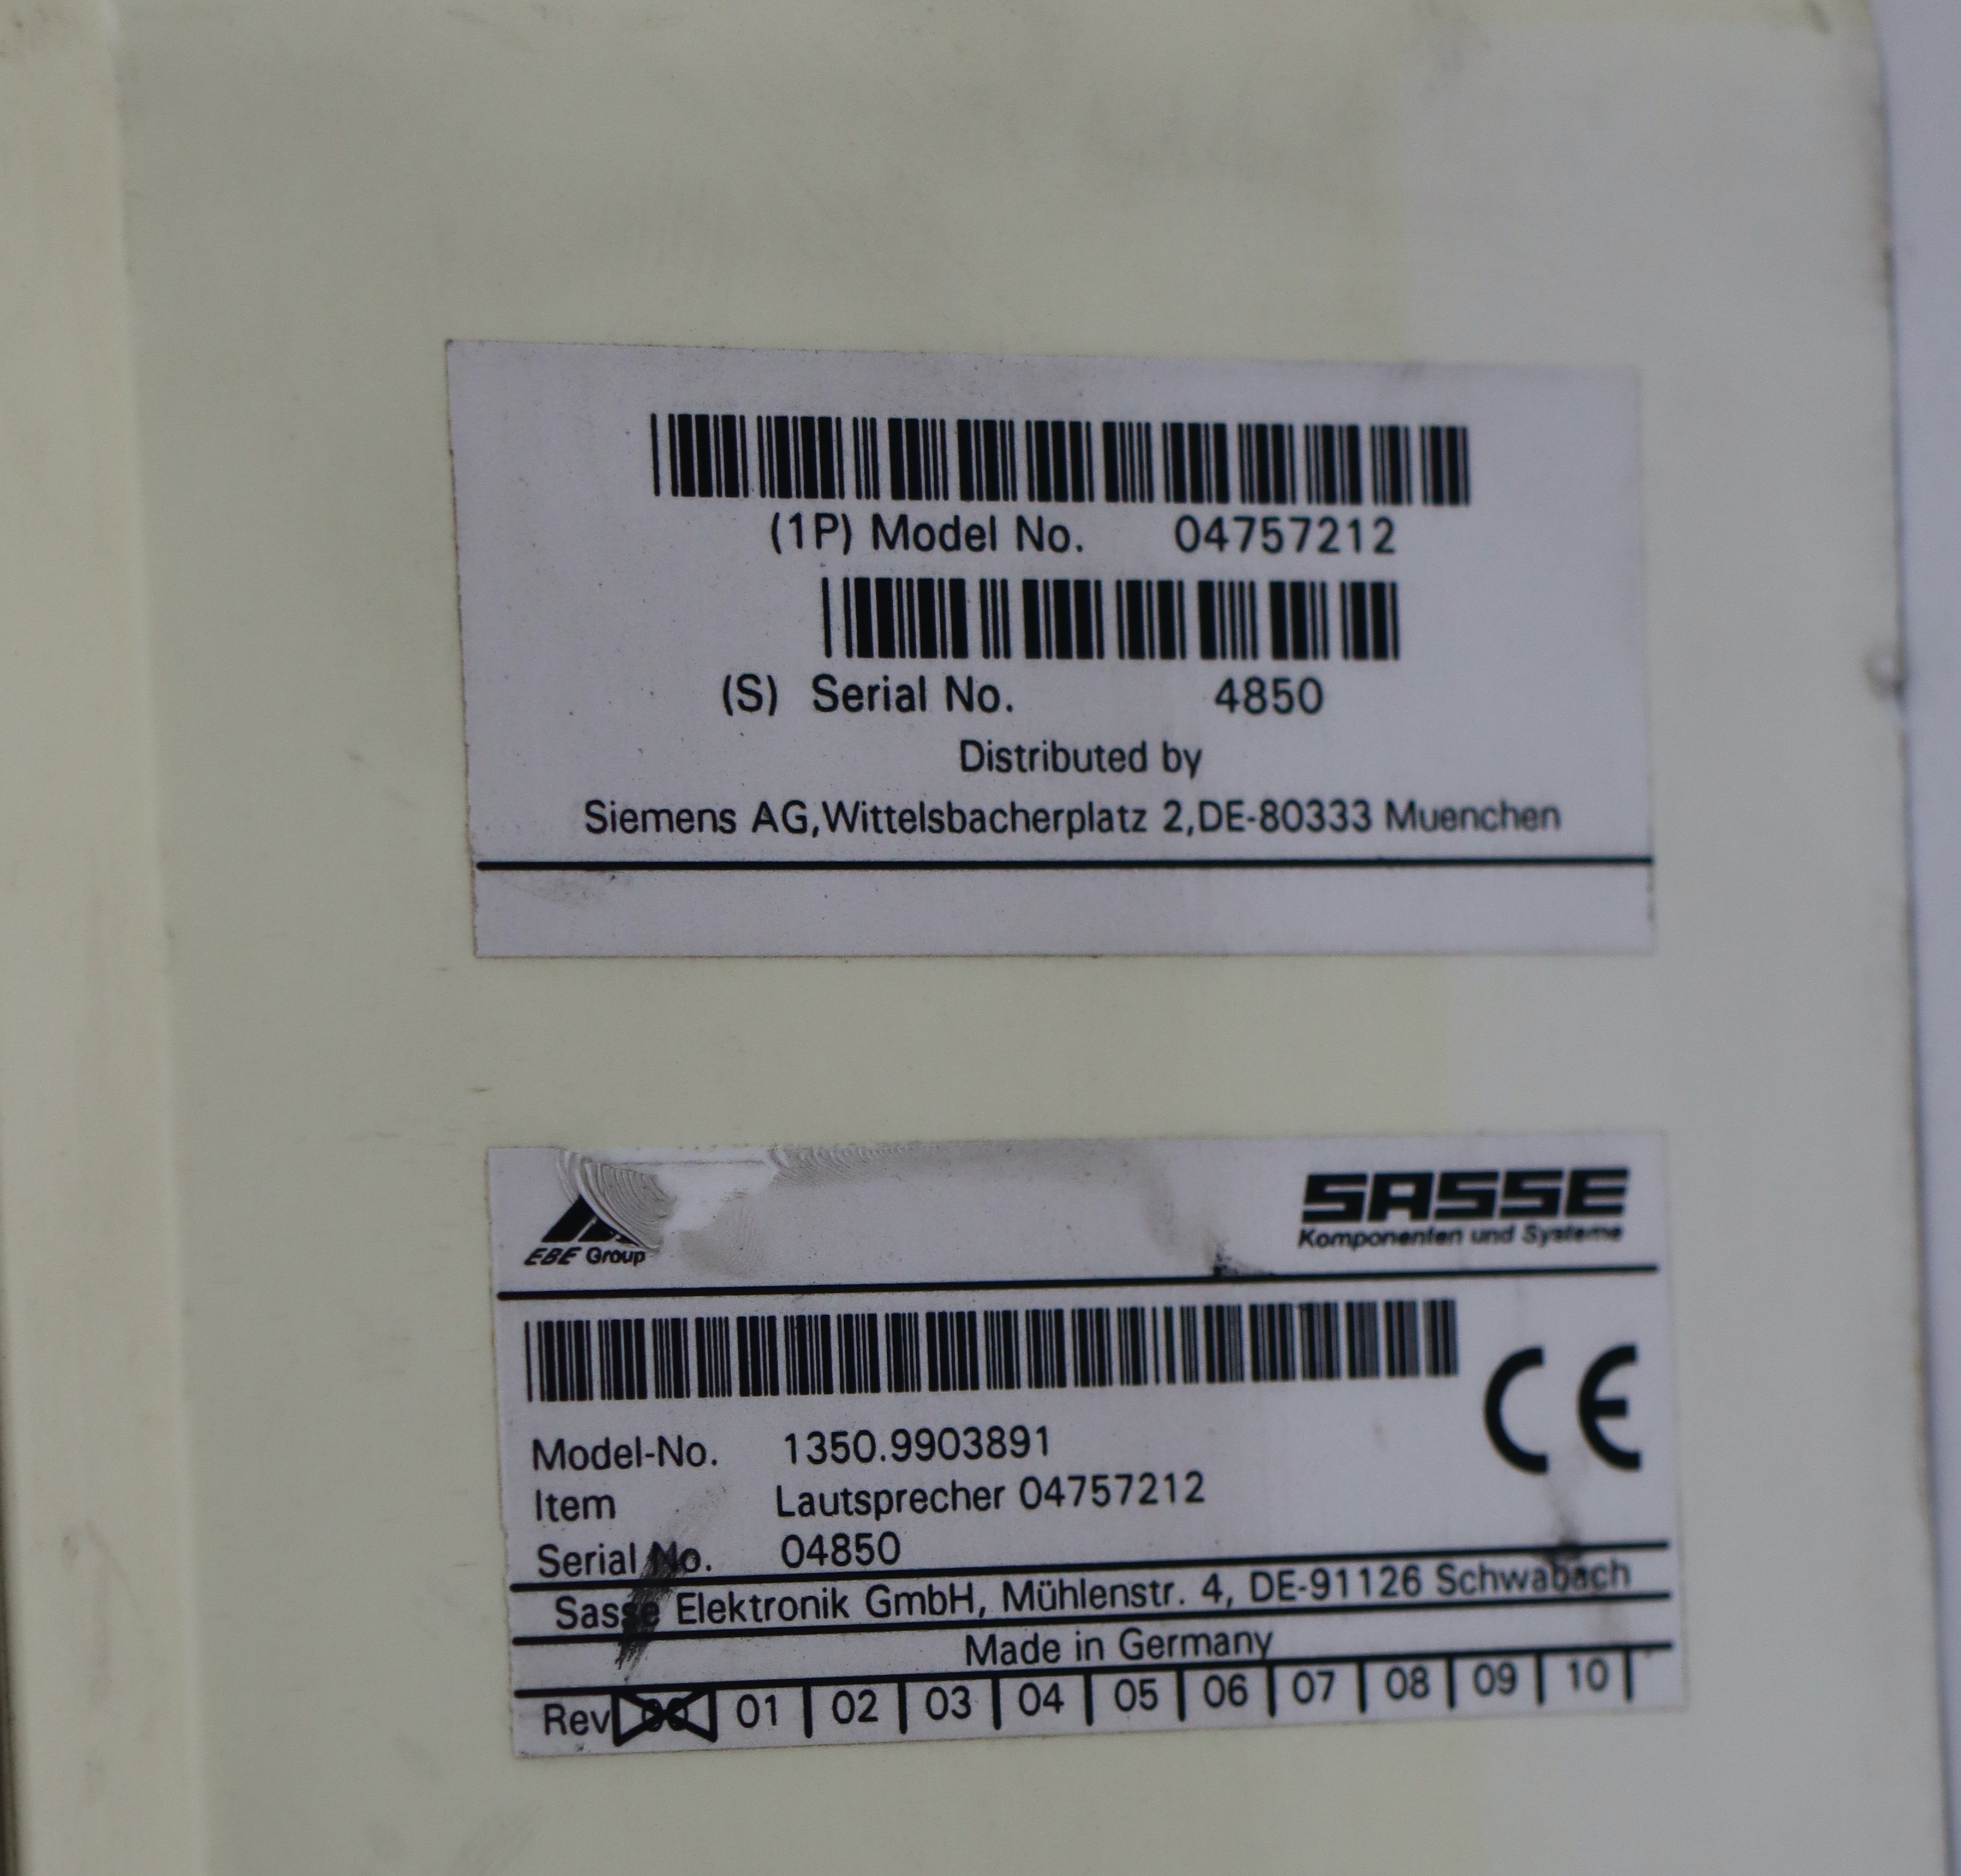 (1P) Model No. 04757212
(S) Serial No. 4850
Distributed by
Siemens AG,Wittelsbacherplatz 2,DE-80333 Muenchen
EBE Group
SASSE
Komponenten und Systeme
Model-No. 1350.9903891
Item Lautsprecher 04757212
Serial No. 04850
Sasse Elektronik GmbH, Mühlenstr. 4, DE-91126 Schwabach
Made in Germany
Rev 00 01 02 03 04 05 06 07 08 09 10
CE